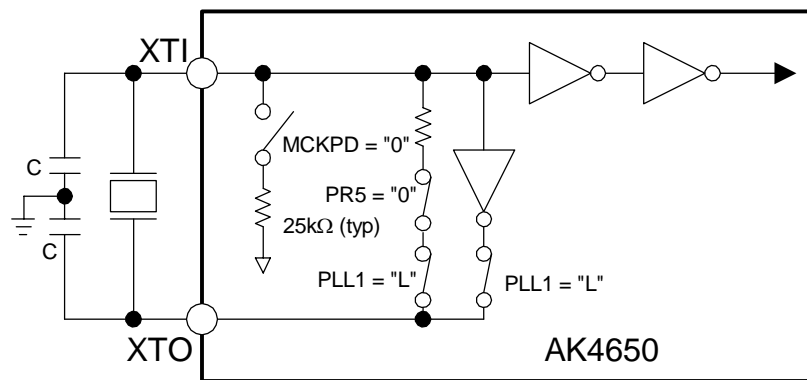 XTI
MCKPD = "0"
C
PR5 = "0"
25kΩ (typ)
C
PLL1 = "L"
PLL1 = "L"
XTO
AK4650